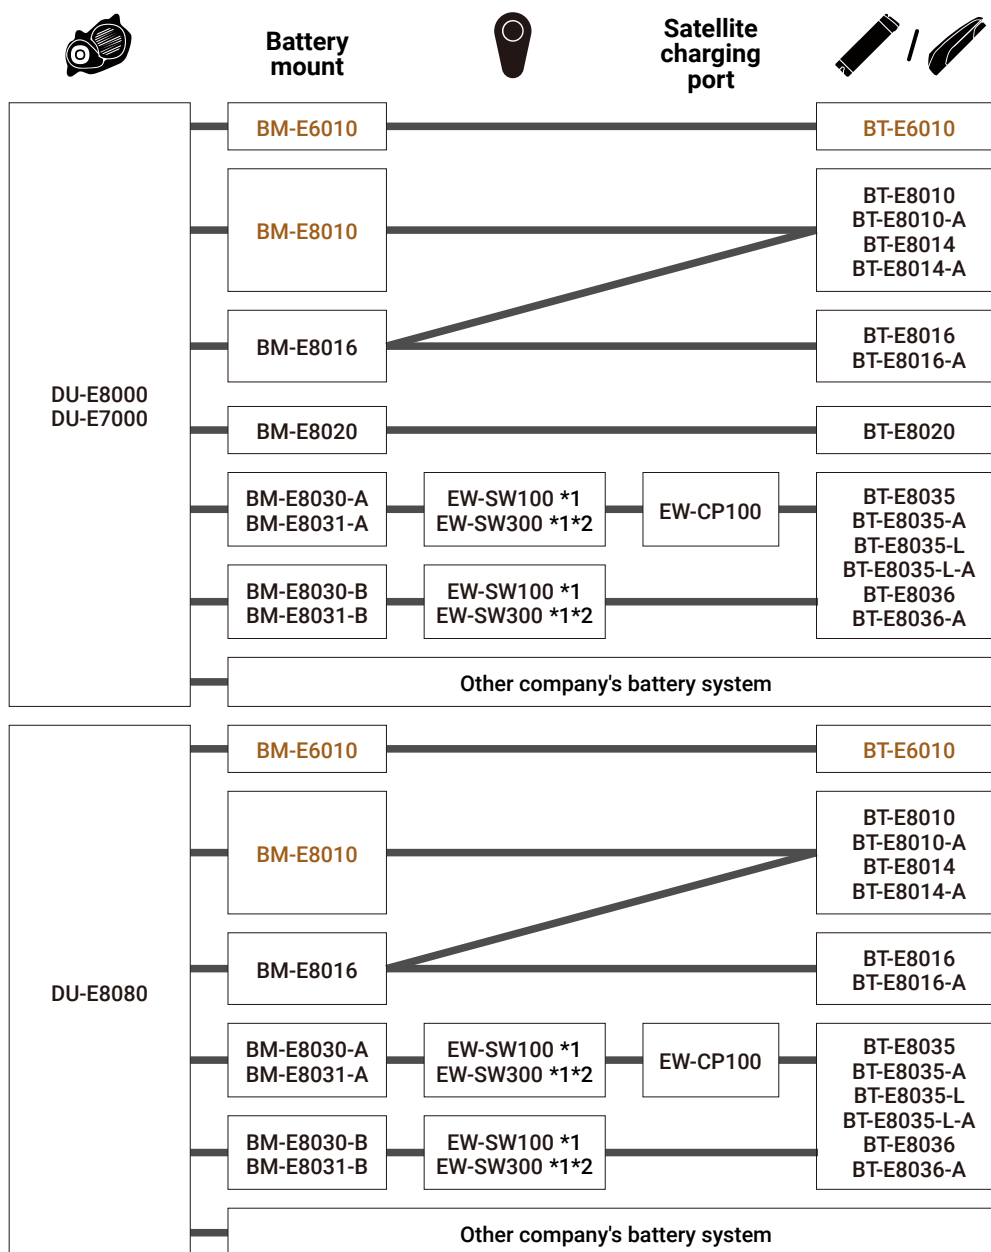 Battery
mount
Satellite
charging
port
/
DU-E8000
DU-E7000
BM-E6010
BT-E6010
BM-E8010
BT-E8010
BT-E8010-A
BT-E8014
BT-E8014-A
BM-E8016
BT-E8016
BT-E8016-A
BM-E8020
BT-E8020
BM-E8030-A
BM-E8031-A
EW-SW100 *1
EW-SW300 *1*2
EW-CP100
BT-E8035
BT-E8035-A
BT-E8035-L
BT-E8035-L-A
BT-E8036
BT-E8036-A
BM-E8030-B
BM-E8031-B
EW-SW100 *1
EW-SW300 *1*2
Other company's battery system
DU-E8080
BM-E6010
BT-E6010
BM-E8010
BT-E8010
BT-E8010-A
BT-E8014
BT-E8014-A
BM-E8016
BT-E8016
BT-E8016-A
BM-E8030-A
BM-E8031-A
EW-SW100 *1
EW-SW300 *1*2
EW-CP100
BT-E8035
BT-E8035-A
BT-E8035-L
BT-E8035-L-A
BT-E8036
BT-E8036-A
BM-E8030-B
BM-E8031-B
EW-SW100 *1
EW-SW300 *1*2
Other company's battery system